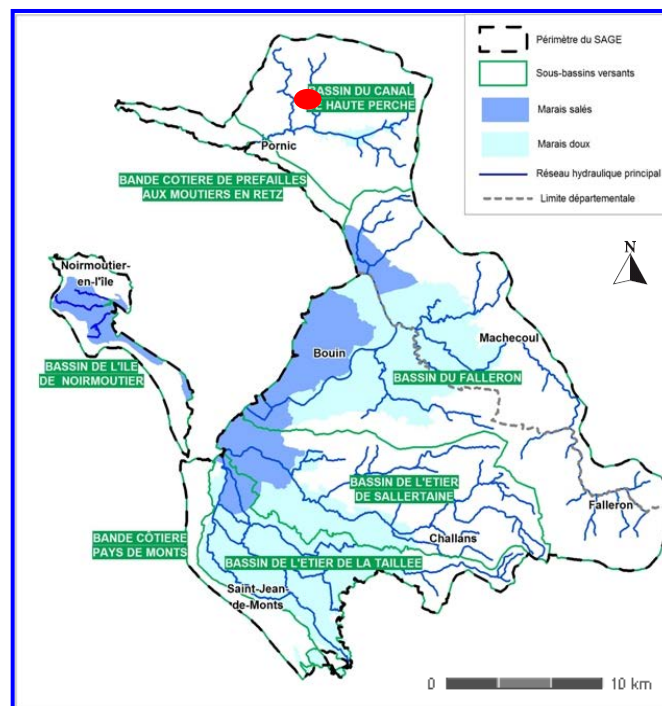 Périmètre du SAGE
Sous-bassins versants
Marais salés
Marais doux
Réseau hydraulique principal
Limite départementale
N
BASSIN DU CANAL
HAUTE PERCHE
Pornic
BANDE COTIERE DE PREFAILLES
AUX MOUTIERS EN RETZ
Noirmoutier-
en-l'île
BASSIN DE L'ILE
DE NOIRMOUTIER
Bouin
Machecoul
BASSIN DU FALLERON
BASSIN DE L'ETIER
DE SALLERTAINE
Falleron
Challans
BANDE CÔTIERE
PAYS DE MONTS
BASSIN DE L'ETIER DE LA TAILLEE
Saint-Jean-
de-Monts
0 10 km